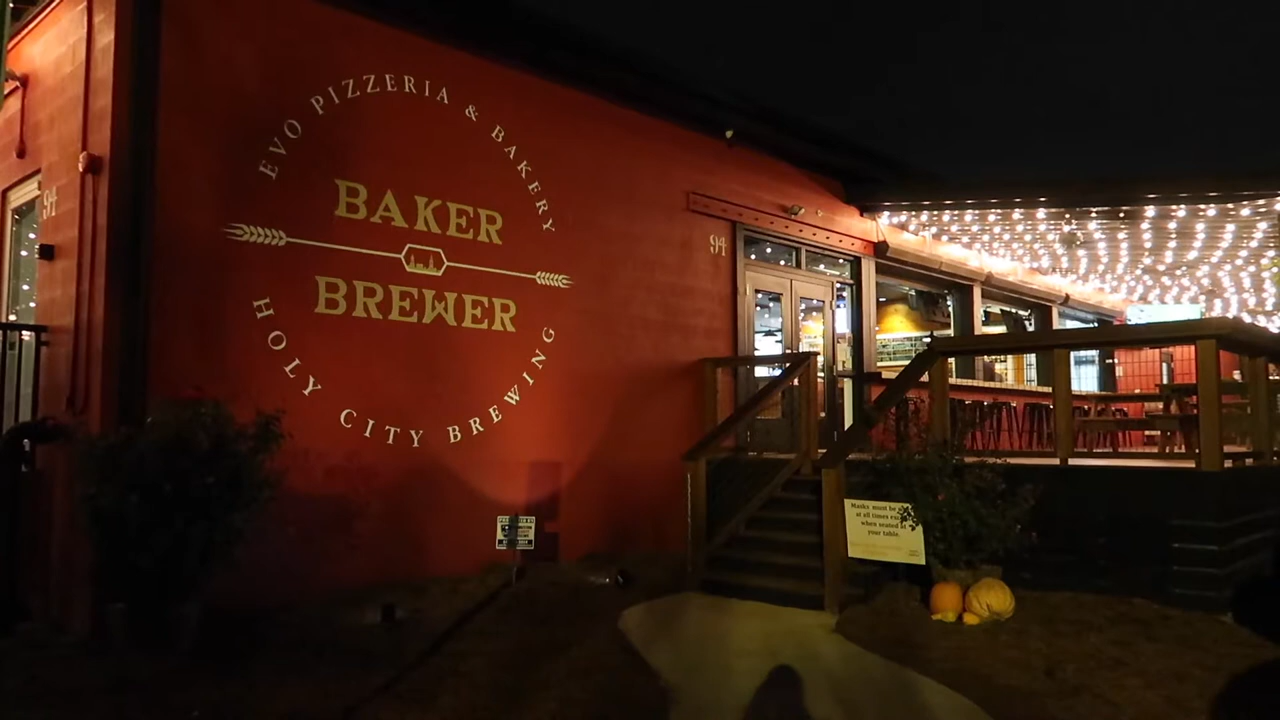 EVO PIZZERIA & BAKERY
BAKER
BREWER
HOLY CITY BREWING
94
94
Masks must be
at all times
when seated at
your table.